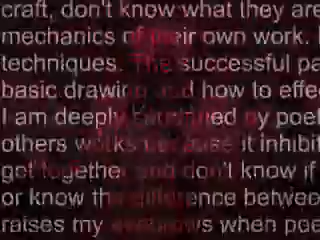 craft, don't know what they are
mechanics of their own work.
techniques. The successful pa
basic drawing and how to effe
I am deeply by poe
others works because it inhibit
get together and don't know if
or know the difference betwee
raises my eyebrows when poe